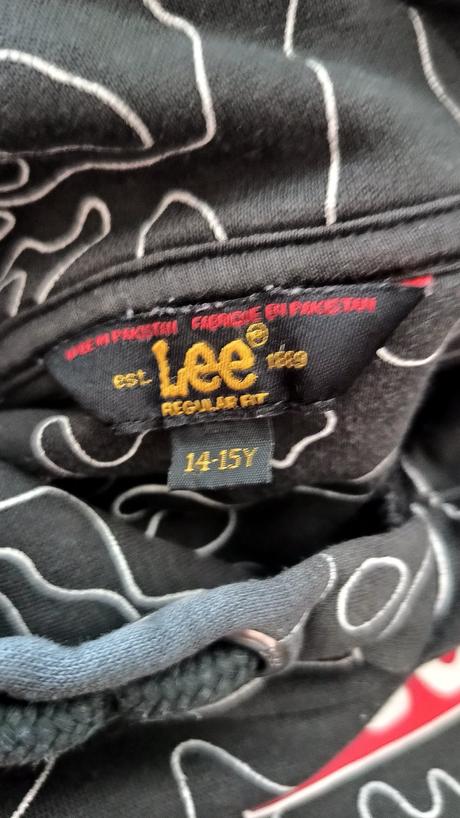 MADE IN PAKISTAN FABRIQUE EN PAKISTAN
est. Lee ® 1889
REGULAR FIT
14-15Y